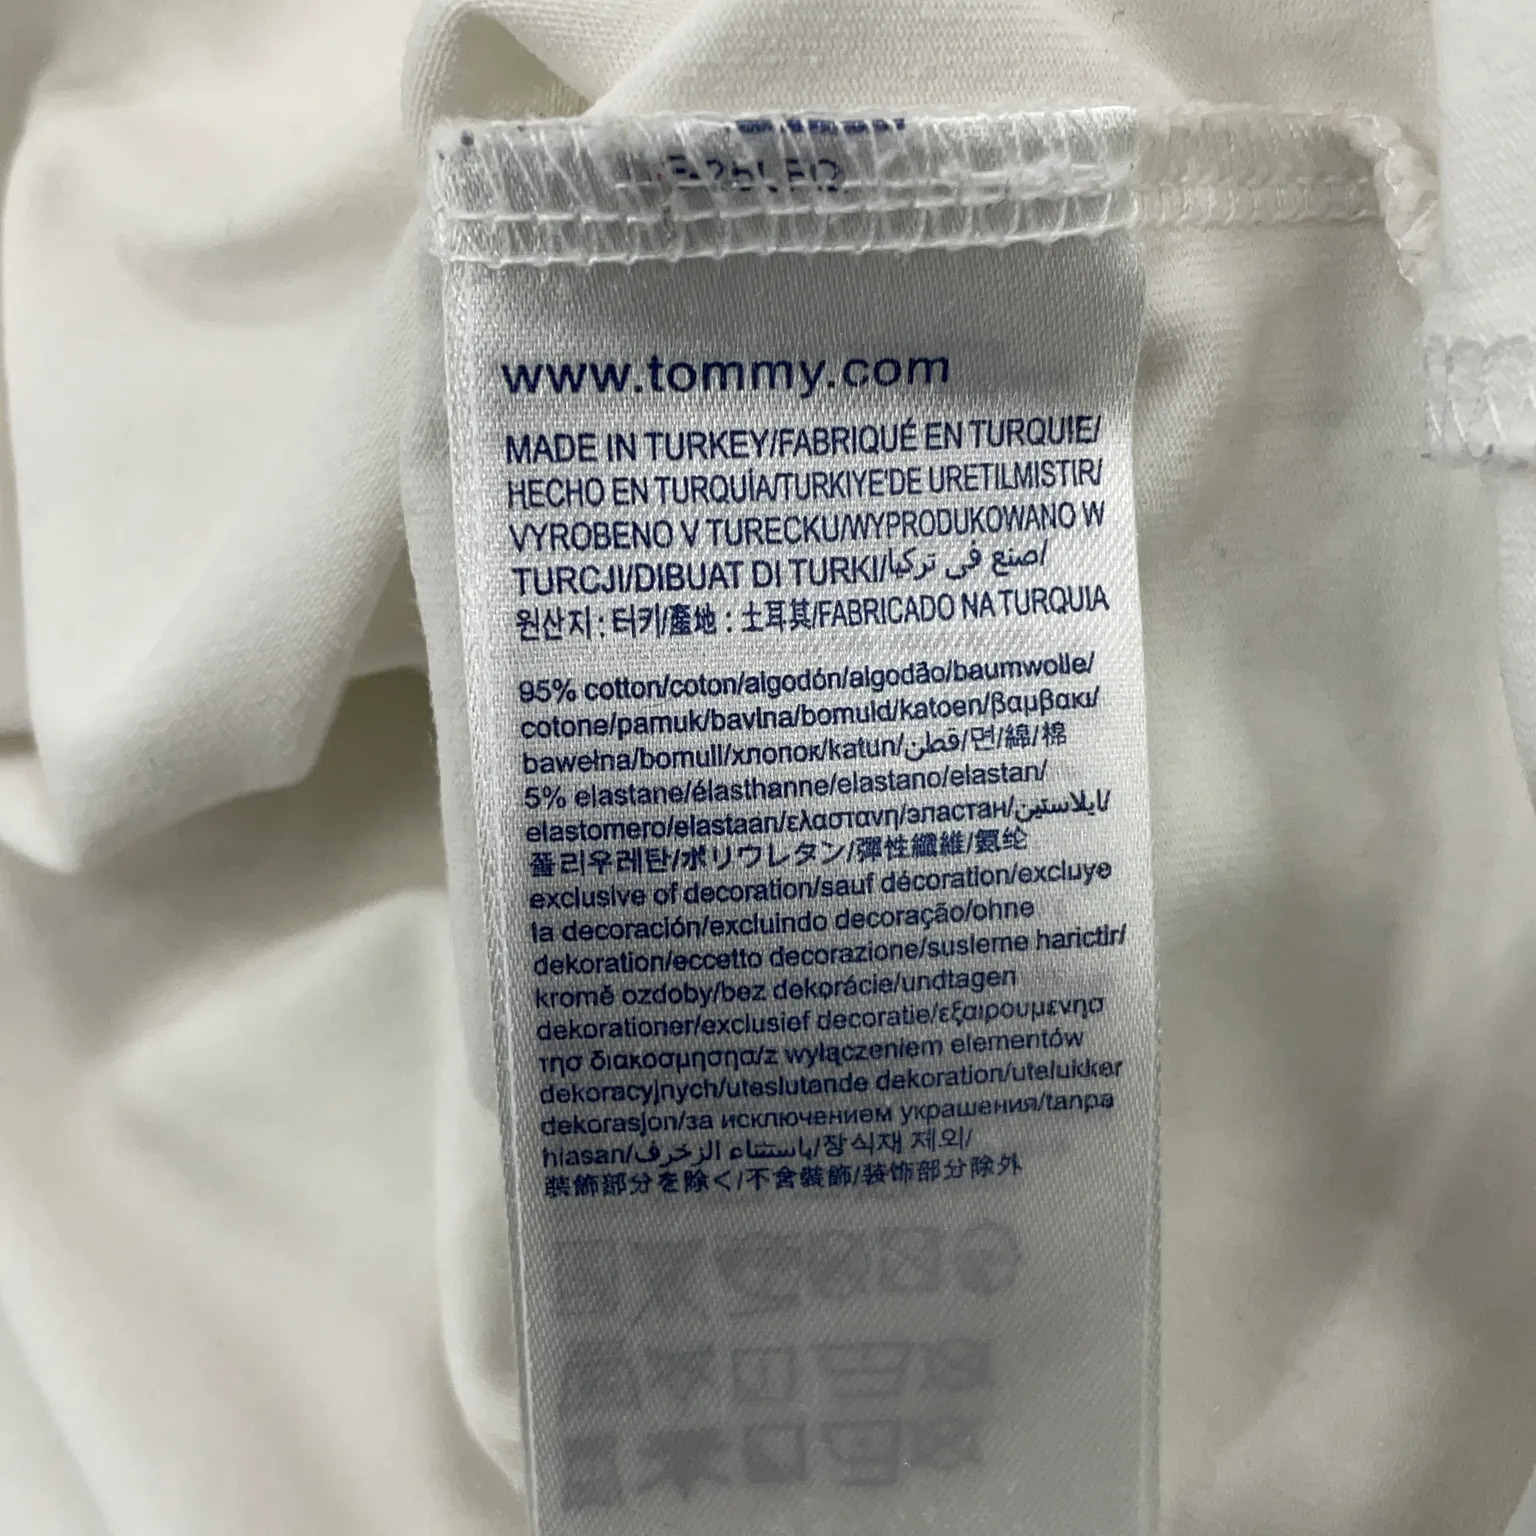 www.tommy.com
MADE IN TURKEY/FABRIQUÉ EN TURQUIE/
HECHO EN TURQUÍA/TURKIYE'DE URETILMISTIR/
VYROBENO V TURECKU/WYPRODUKOWANO W
TURCJI/DIBUAT DI TURKI/صنع في تركيا/
원산지 : 터키/產地 : 土耳其/FABRICADO NA TURQUIA
95% cotton/coton/algodón/algodão/baumwolle/
cotone/pamuk/bavlna/bomuld/katoen/βαμβακι/
bawełna/bomull/хлопок/katun/قطن/면/綿/棉
5% elastane/élasthanne/elastano/elastan/
elastomero/elastaan/ελαστανη/эластан/ايلاستين/
폴리우레탄/ポリウレタン/彈性纖維/氨纶
exclusive of decoration/sauf décoration/excluye
la decoración/excluindo decoração/ohne
dekoration/eccetto decorazione/susleme harictir/
kromě ozdoby/bez dekorácie/undtagen
dekorationer/exclusief decoratie/εξαιρουμενησ
τησ διακοσμησησ/z wyłączeniem elementów
dekoracyjnych/uteslutande dekoration/utelukker
dekorasjon/за исключением украшения/tanpa
hiasan/باستثناء الزخرف/장식재 제외/
装飾部分を除く/不含裝飾/装饰部分除外